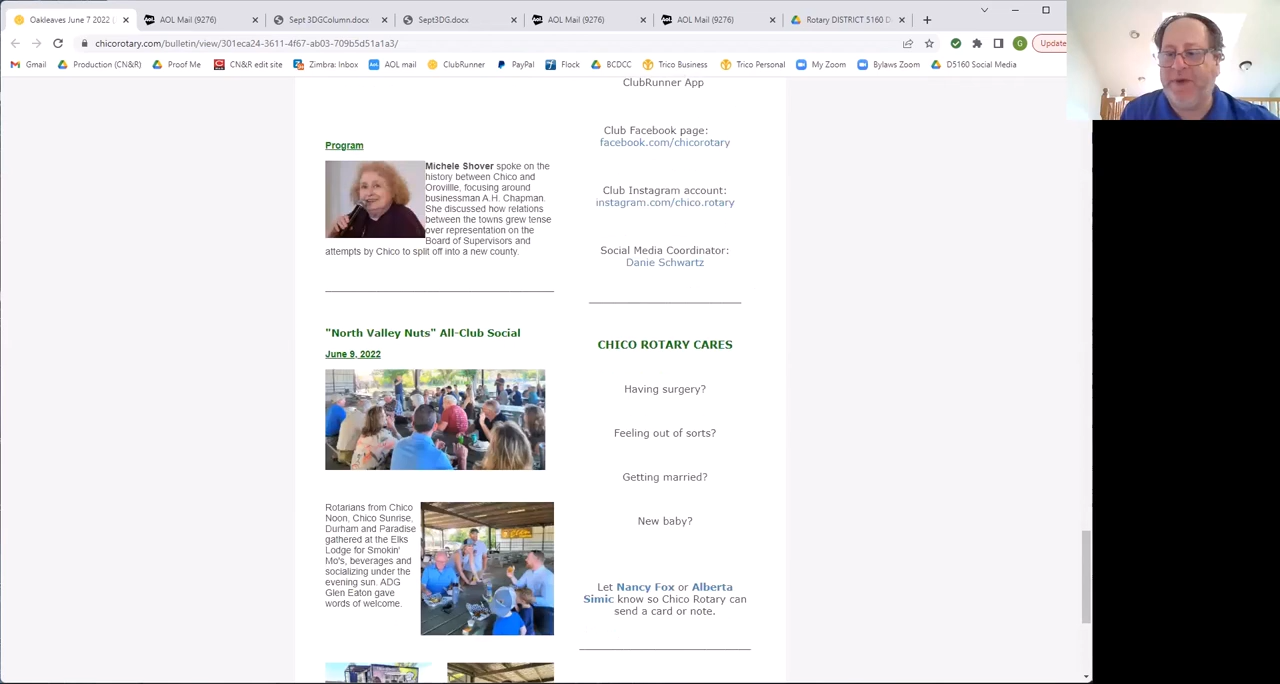 Oakleaves June 7 2022 (
AOL Mail (9276)
Sept 3DGColumn.docx
Sept3DG.docx
AOL Mail (9276)
AOL Mail (9276)
Rotary DISTRICT 5160 D
chicorotary.com/bulletin/view/301eca24-3611-4f67-ab03-709b5d51a1a3/
G
Update
Gmail
Production (CN&R)
Proof Me
CN&R edit site
Zimbra: Inbox
AOL mail
ClubRunner
PayPal
Flock
BCDCC
Trico Business
Trico Personal
My Zoom
Bylaws Zoom
D5160 Social Media
Program
Michele Shover spoke on the
history between Chico and
Orovillle, focusing around
businessman A.H. Chapman.
She discussed how relations
between the towns grew tense
over representation on the
Board of Supervisors and
attempts by Chico to split off into a new county.
"North Valley Nuts" All-Club Social
June 9, 2022
Rotarians from Chico
Noon, Chico Sunrise,
Durham and Paradise
gathered at the Elks
Lodge for Smokin'
Mo's, beverages and
socializing under the
evening sun. ADG
Glen Eaton gave
words of welcome.
ClubRunner App
Club Facebook page:
facebook.com/chicorotary
Club Instagram account:
instagram.com/chico.rotary
Social Media Coordinator:
Danie Schwartz
CHICO ROTARY CARES
Having surgery?
Feeling out of sorts?
Getting married?
New baby?
Let Nancy Fox or Alberta
Simic know so Chico Rotary can
send a card or note.